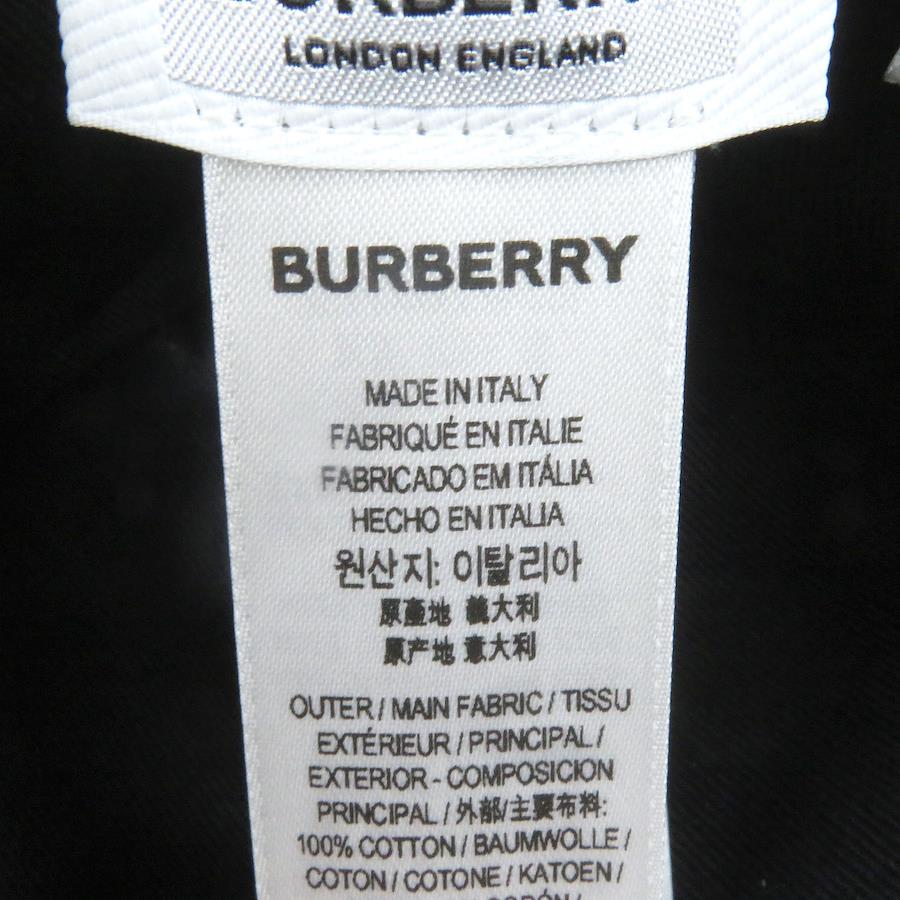 BURBERRY
LONDON ENGLAND
BURBERRY
MADE IN ITALY
FABRIQUÉ EN ITALIE
FABRICADO EM ITÁLIA
HECHO EN ITALIA
원산지: 이탈리아
原產地 義大利
原产地 意大利
OUTER / MAIN FABRIC / TISSU
EXTÉRIEUR / PRINCIPAL /
EXTERIOR - COMPOSICION
PRINCIPAL / 外部/主要布料:
100% COTTON / BAUMWOLLE /
COTON / COTONE / KATOEN /